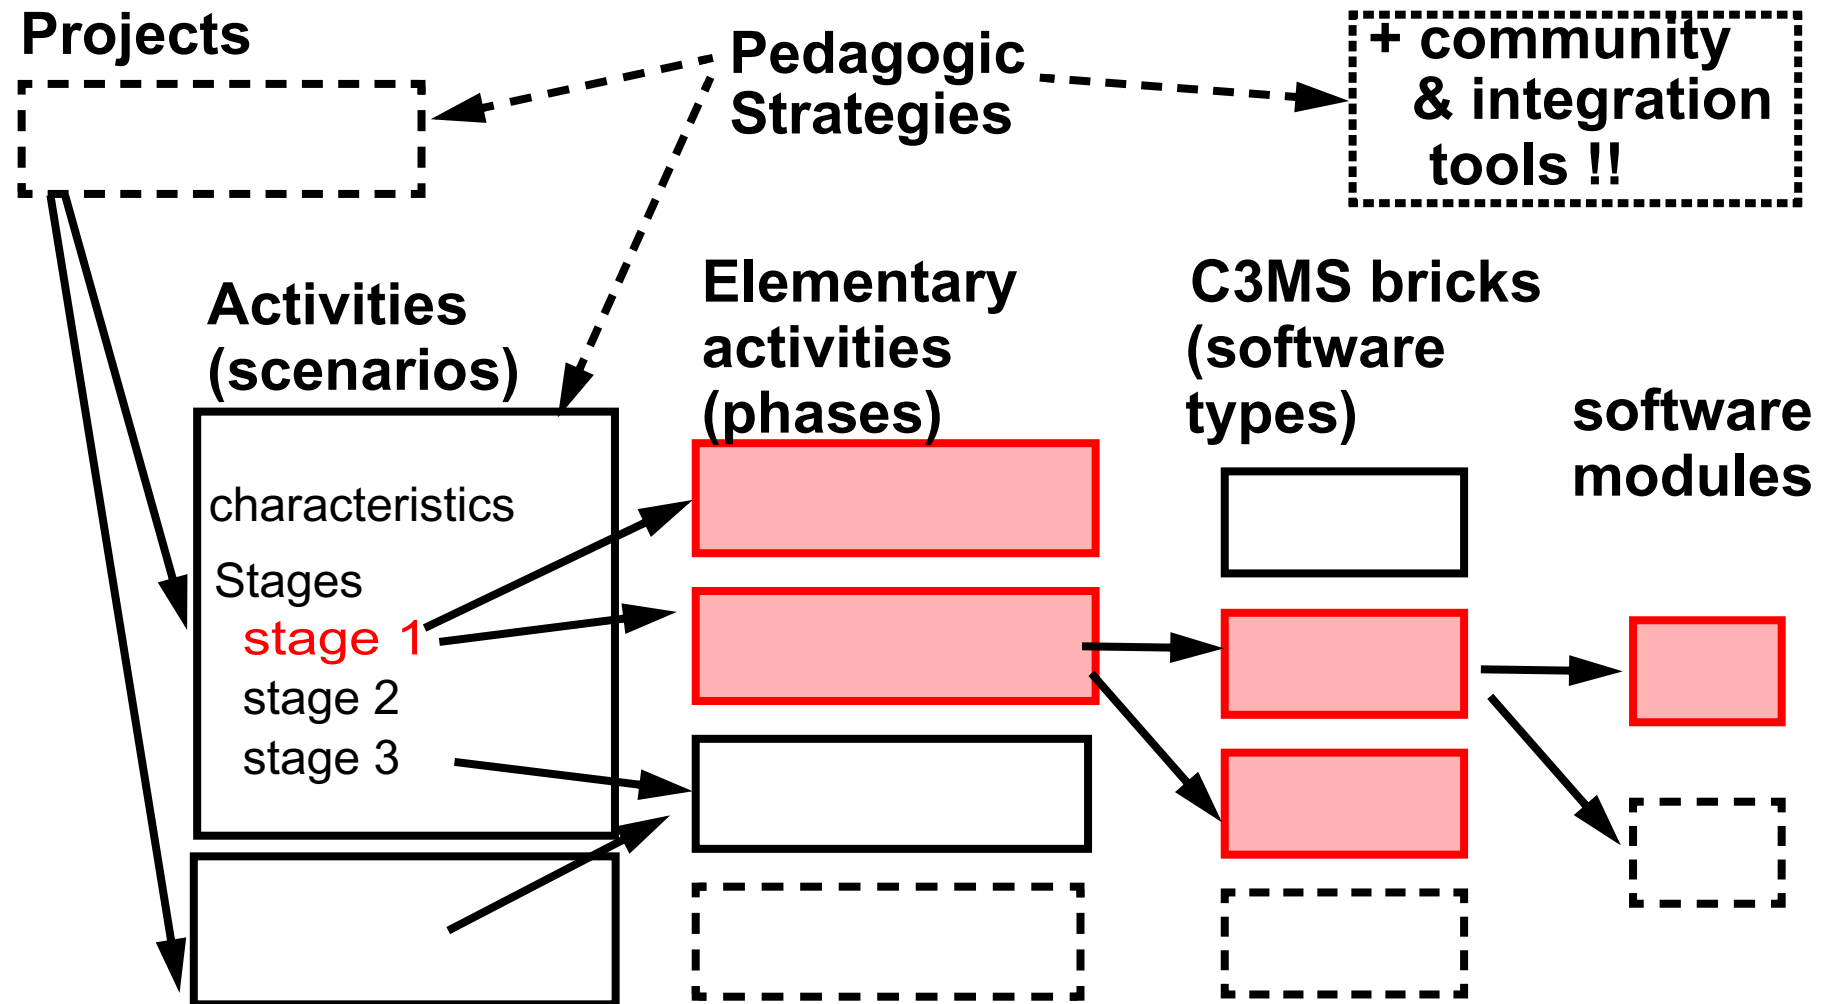 Projects
Pedagogic
Strategies
+ community
& integration
tools !!
Activities
(scenarios)
Elementary
activities
(phases)
C3MS bricks
(software
types)
software
modules
characteristics
Stages
stage 1
stage 2
stage 3